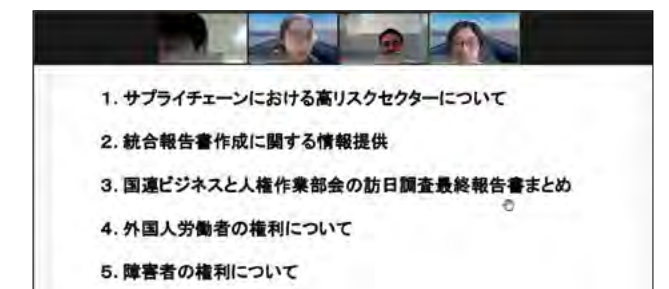 1. サプライチェーンにおける高リスクセクターについて
2. 統合報告書作成に関する情報提供
3. 国連ビジネスと人権作業部会の訪日調査最終報告書まとめ
4. 外国人労働者の権利について
5. 障害者の権利について